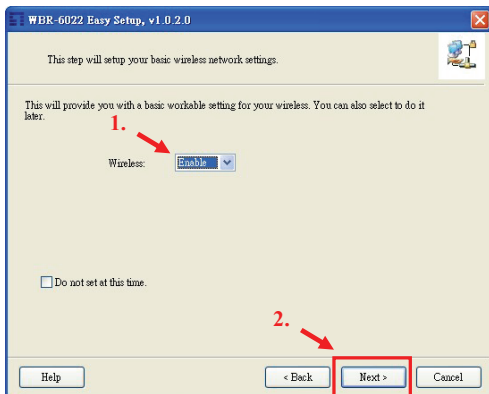 WBR-6022 Easy Setup, v1.0.2.0
This step will setup your basic wireless network settings.
This will provide you with a basic workable setting for your wireless. You can also select to do it
later.
1.
Wireless: Enable
Do not set at this time.
2.
Help < Back Next > Cancel